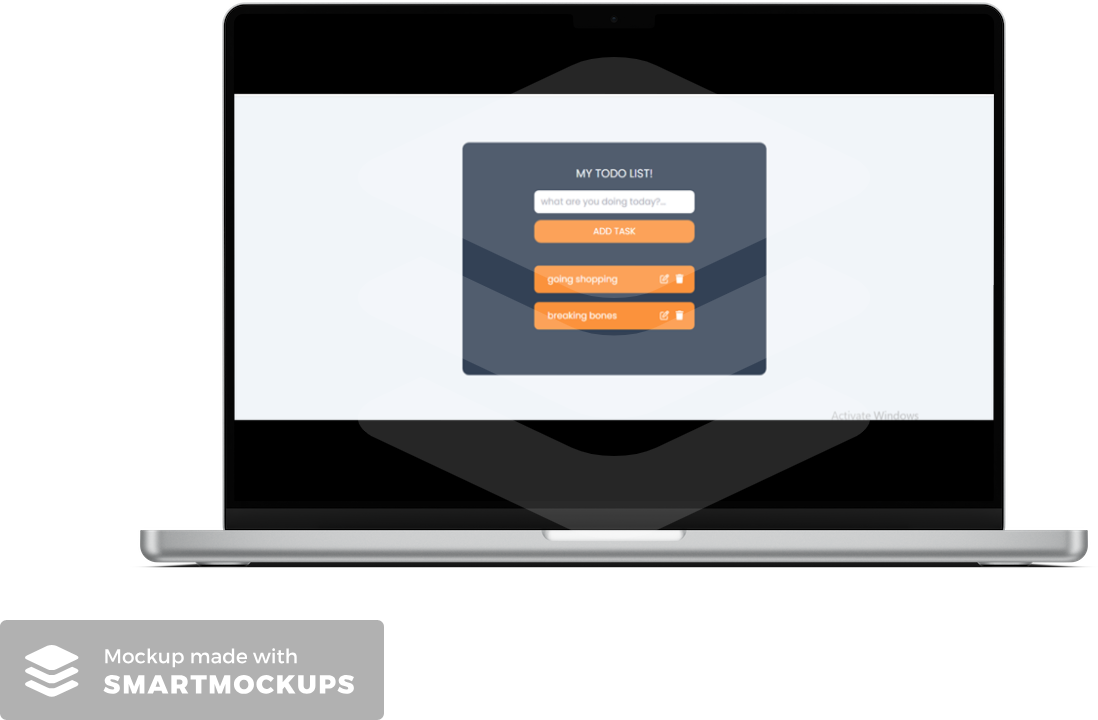 MY TODO LIST!
what are you doing today?...
ADD TASK
going shopping
breaking bones
Activate Windows
Mockup made with
SMARTMOCKUPS